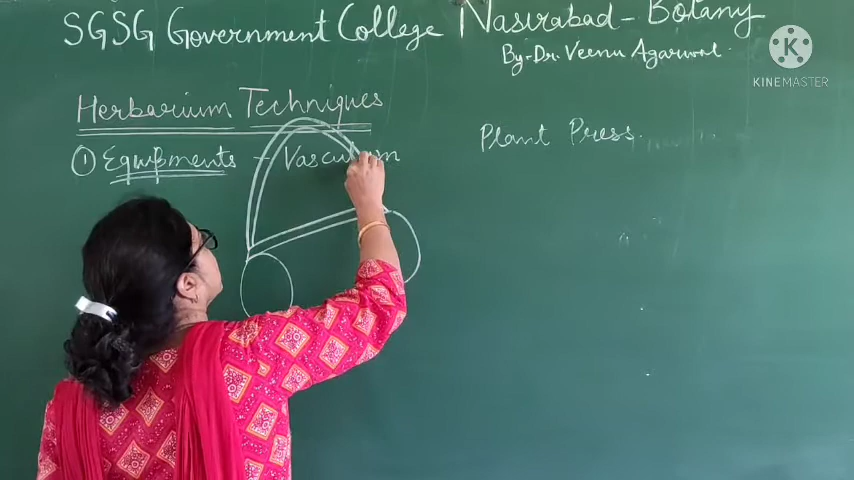 SGSG Government College Nasirabad - Botany
By- Dr. Veenu Agarwal.
KINEMASTER
Herbarium Techniques
① Equipments - Vasculum
Plant Press.